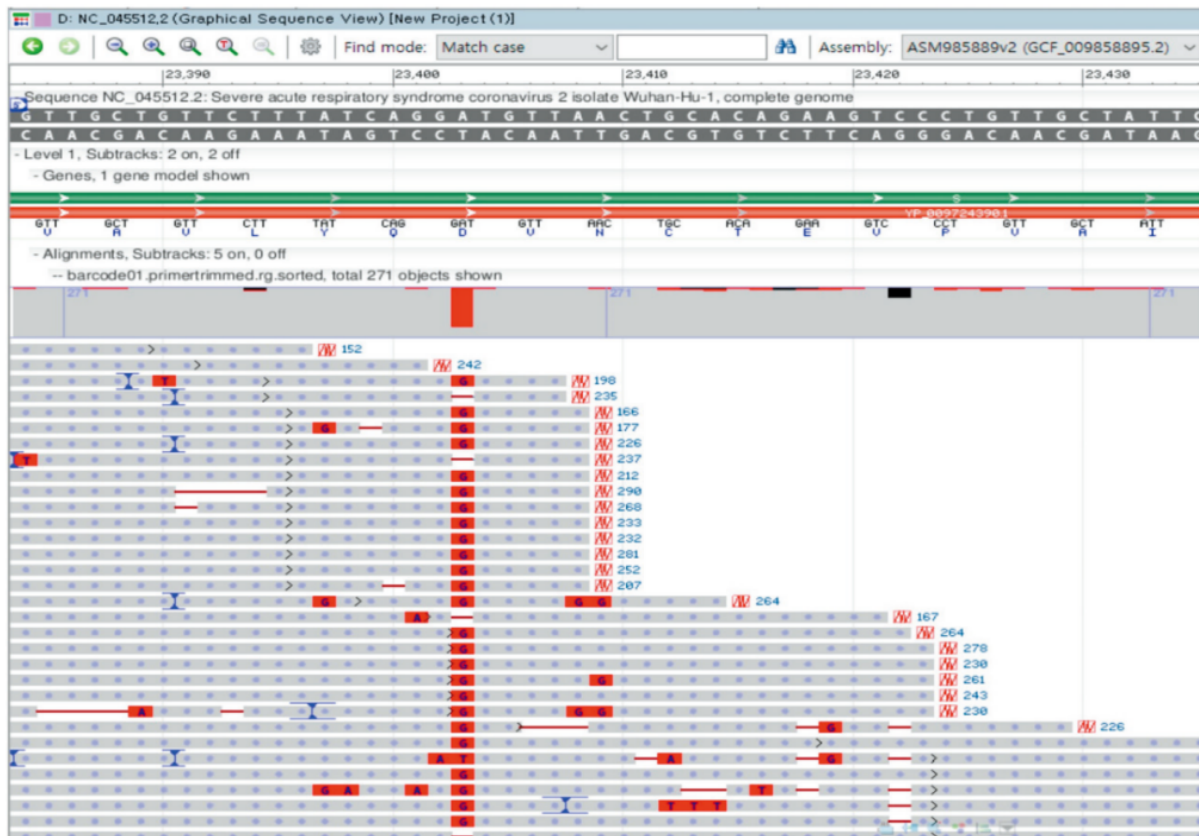 D: NC_045512,2 (Graphical Sequence View) [New Project (1)]
Find mode: Match case Assembly: ASM985889v2 (GCF_009858895.2)
23,390 23,400 23,410 23,420 23,430
Sequence NC_045512.2: Severe acute respiratory syndrome coronavirus 2 isolate Wuhan-Hu-1, complete genome
G T T G C T G T T C T T T A T C A G G A T G T T A A C T G C A C A G A A G T C C C T G T T G C T A T T G
C A A C G A C A A G A A A T A G T C C T A C A A T T G A C G T G T C T T C A G G G A C A A C G A T A A C
- Level 1, Subtracks: 2 on, 2 off
- Genes, 1 gene model shown
S
YP_009724390.1
GTT GCT GTT CTT TAT CAG GAT GTT AAC TGC ACA GAA GTC CCT GTT GCT ATT
V A V L Y Q D V N C T E V P V A I
- Alignments, Subtracks: 5 on, 0 off
-- barcode01.primertrimmed.rg.sorted, total 271 objects shown
271 271 271
152
242
T G 198
235
G 166
G G 177
G 226
T 237
G 212
G 290
G 268
G 233
G 232
G 281
G 252
G 207
G G G G 264
A 167
G 264
G 278
G 230
G G 261
G 243
A G G G 230
G G 226
G
A T A G
G
G A A G T
G T T T
G